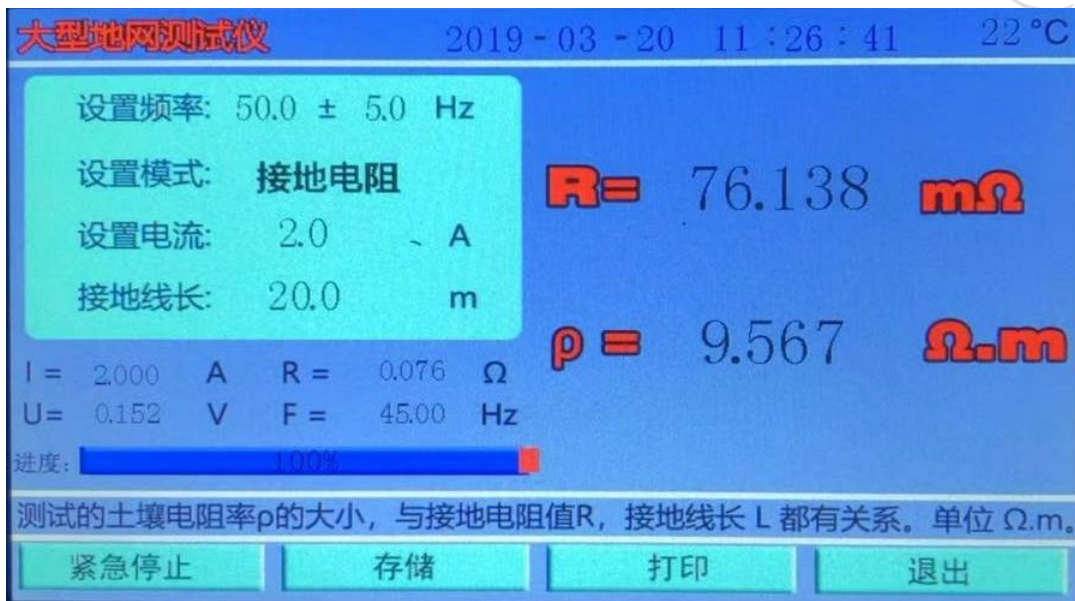 大型地网测试仪 2019-03-20 11:26:41 22°C
设置频率: 50.0 ± 5.0 Hz
设置模式: 接地电阻
设置电流: 2.0 A
接地线长: 20.0 m
R= 76.138 mΩ
ρ= 9.567 Ω.m
I = 2.000 A R = 0.076 Ω
U= 0.152 V F = 45.00 Hz
进度: 100%
测试的土壤电阻率ρ的大小，与接地电阻值R，接地线长 L 都有关系。单位 Ω.m。
紧急停止 存储 打印 退出